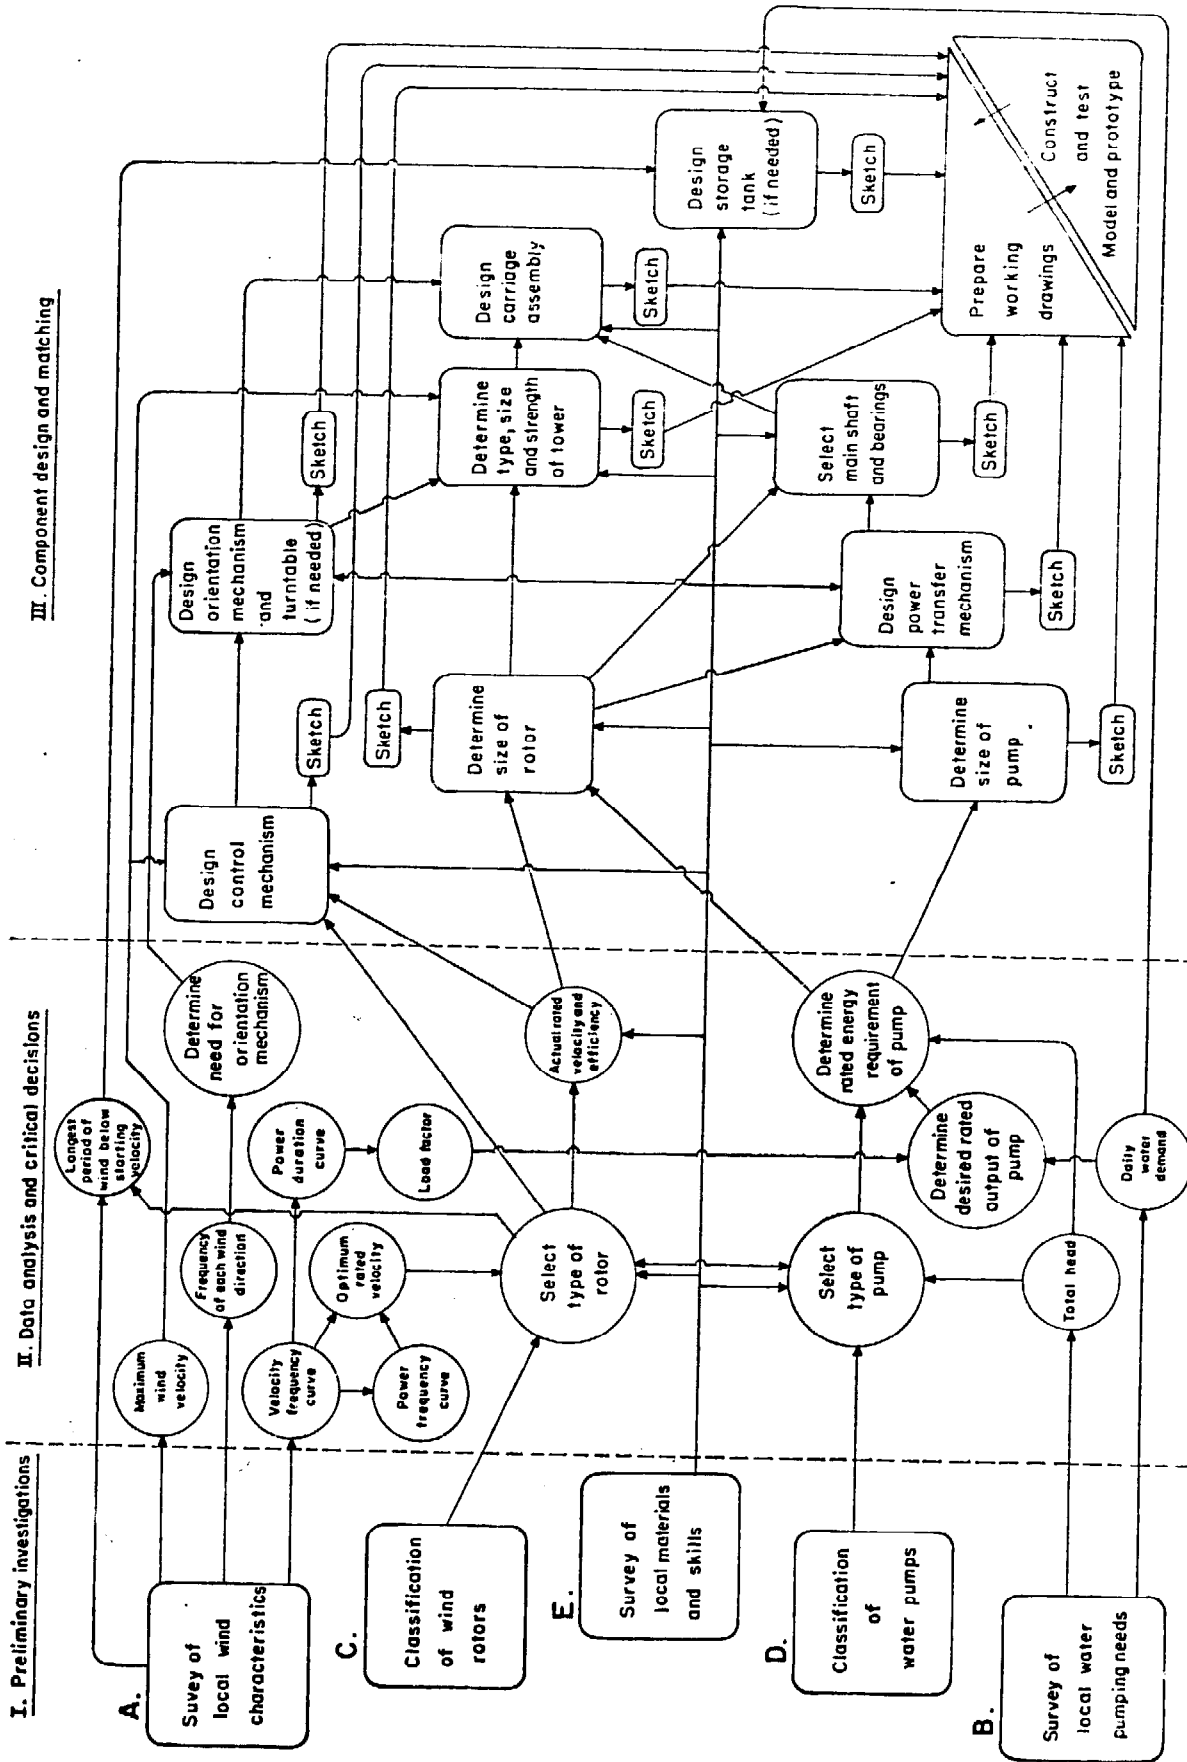 I. Preliminary investigations
II. Data analysis and critical decisions
III. Component design and matching
A.
Suvey of
local wind
characteristics
C.
Classification
of wind
rotors
E.
Survey of
local materials
and skills
D.
Classification
of
water pumps
B.
Survey of
local water
pumping needs
Longest
period of
wind below
starting
velocity
Maximum
wind
velocity
Frequency
of each wind
direction
Determine
need for
orientation
mechanism
Velocity
frequency
curve
Power
frequency
curve
Optimum
rated
velocity
Power
duration
curve
Load factor
Select
type of
rotor
Actual rated
velocity and
efficiency
Select
type of
pump
Determine
rated energy
requirement
of pump
Determine
desired rated
output of
pump
Total head
Daily
water
demand
Design
control
mechanism
Sketch
Design
orientation
mechanism
and
turntable
(if needed)
Sketch
Sketch
Determine
size of
rotor
Determine
type, size
and strength
of tower
Sketch
Design
carriage
assembly
Sketch
Design
storage
tank
(if needed)
Sketch
Determine
size of
pump
Sketch
Design
power
transfer
mechanism
Sketch
Select
main shaft
and bearings
Sketch
Prepare
working
drawings
Construct
and test
Model and prototype